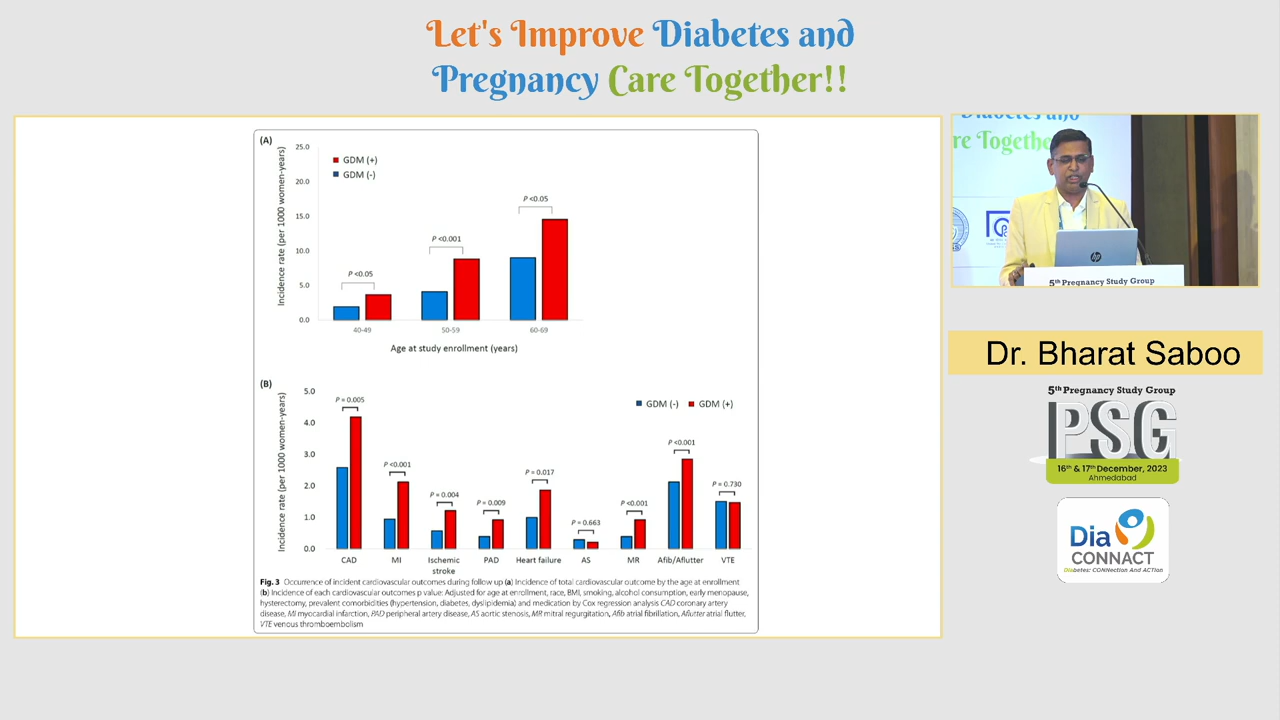 Let's Improve Diabetes and
Pregnancy Care Together!!
(A)
Incidence rate (per 1000 women-years)
25.0
20.0
15.0
10.0
5.0
0.0
GDM (+)
GDM (-)
P <0.05
P <0.001
P <0.05
40-49
50-59
60-69
Age at study enrollment (years)
(B)
Incidence rate (per 1000 women-years)
5.0
4.0
3.0
2.0
1.0
0.0
GDM (-) GDM (+)
P = 0.005
P <0.001
P = 0.004
P = 0.009
P = 0.017
P = 0.663
P <0.001
P <0.001
P = 0.730
CAD
MI
Ischemic
stroke
PAD
Heart failure
AS
MR
Afib/Aflutter
VTE
Fig. 3 Occurrence of incident cardiovascular outcomes during follow up (a) Incidence of total cardiovascular outcome by the age at enrollment
(b) Incidence of each cardiovascular outcomes p value: Adjusted for age at enrollment, race, BMI, smoking, alcohol consumption, early menopause,
hysterectomy, prevalent comorbidities (hypertension, diabetes, dyslipidemia) and medication by Cox regression analysis CAD coronary artery
disease, MI myocardial infarction, PAD peripheral artery disease, AS aortic stenosis, MR mitral regurgitation, Afib atrial fibrillation, Aflutter atrial flutter,
VTE venous thromboembolism
Diabetes and
re Togethe
hp
5th Pregnancy Study Group
Dr. Bharat Saboo
5th Pregnancy Study Group
PSG
16th & 17th December, 2023
Ahmedabad
Dia
CONNACT
Diabetes: CONNection And ACTion